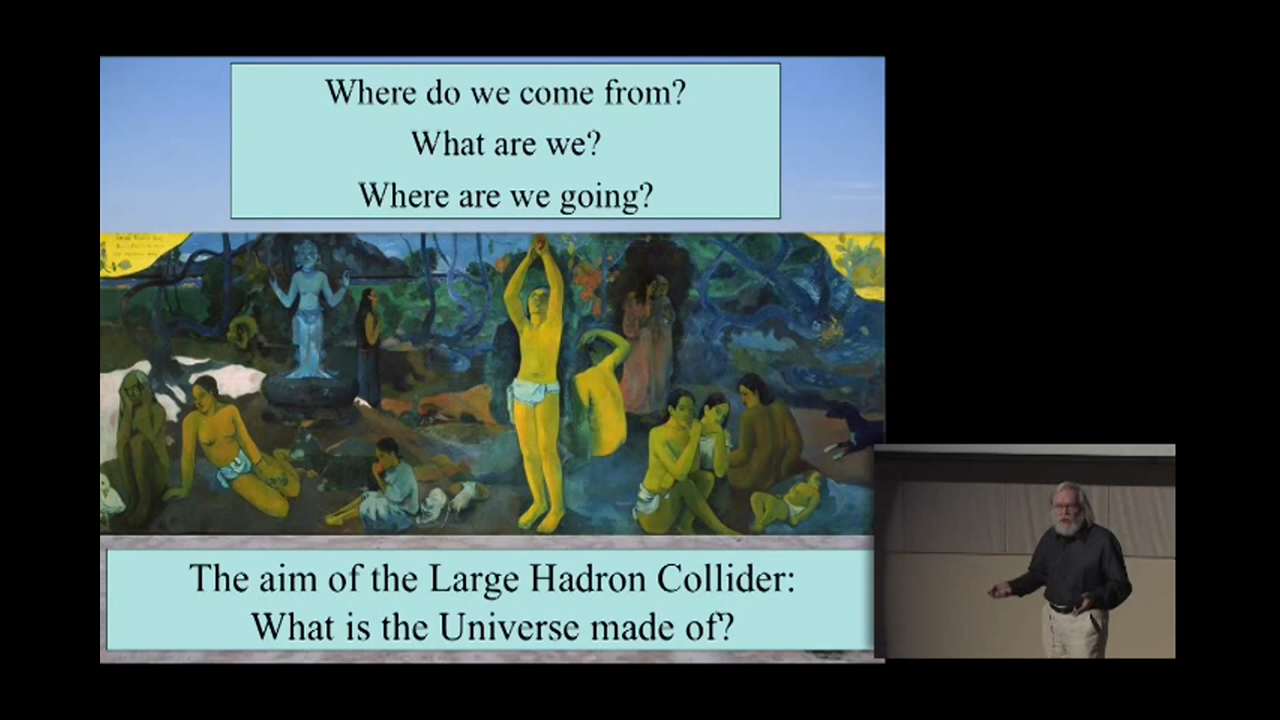 Where do we come from?
What are we?
Where are we going?
The aim of the Large Hadron Collider:
What is the Universe made of?